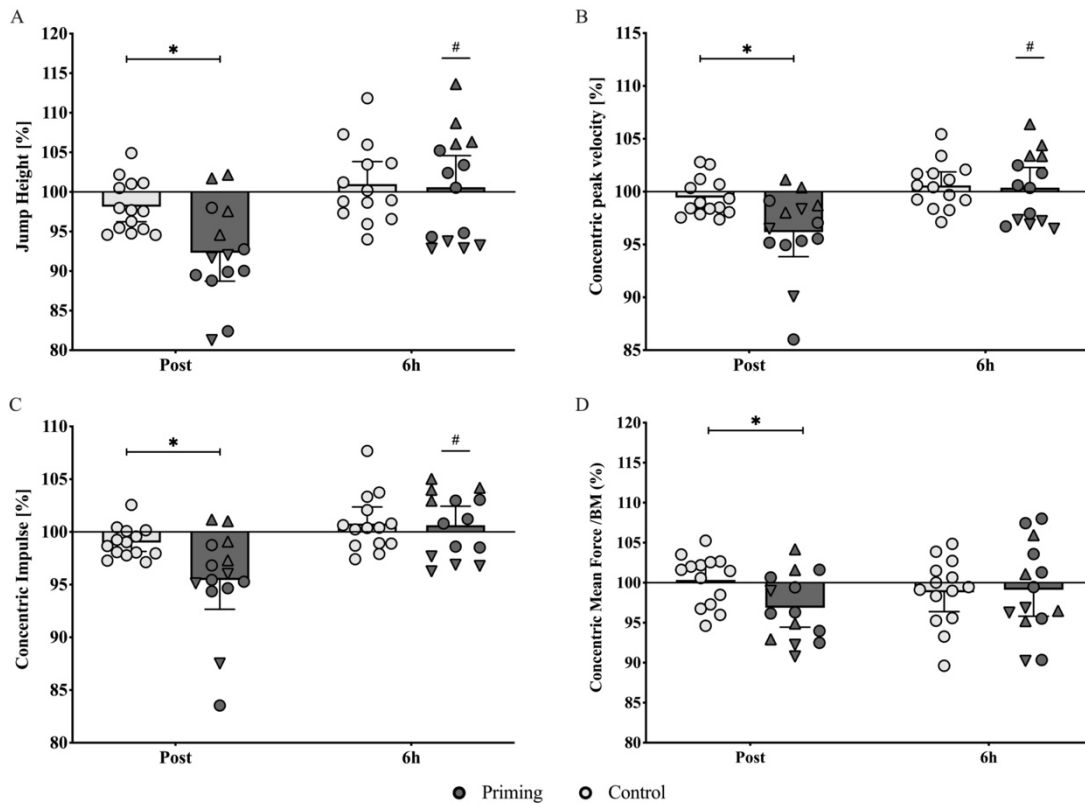 A
Jump Height [%]
120
115
110
105
100
95
90
85
80
*
#
Post
6h
B
Concentric peak velocity [%]
115
110
105
100
95
90
85
*
#
Post
6h
C
Concentric Impulse [%]
110
105
100
95
90
85
80
*
#
Post
6h
D
Concentric Mean Force /BM (%)
120
115
110
105
100
95
90
85
80
*
Post
6h
Priming
Control